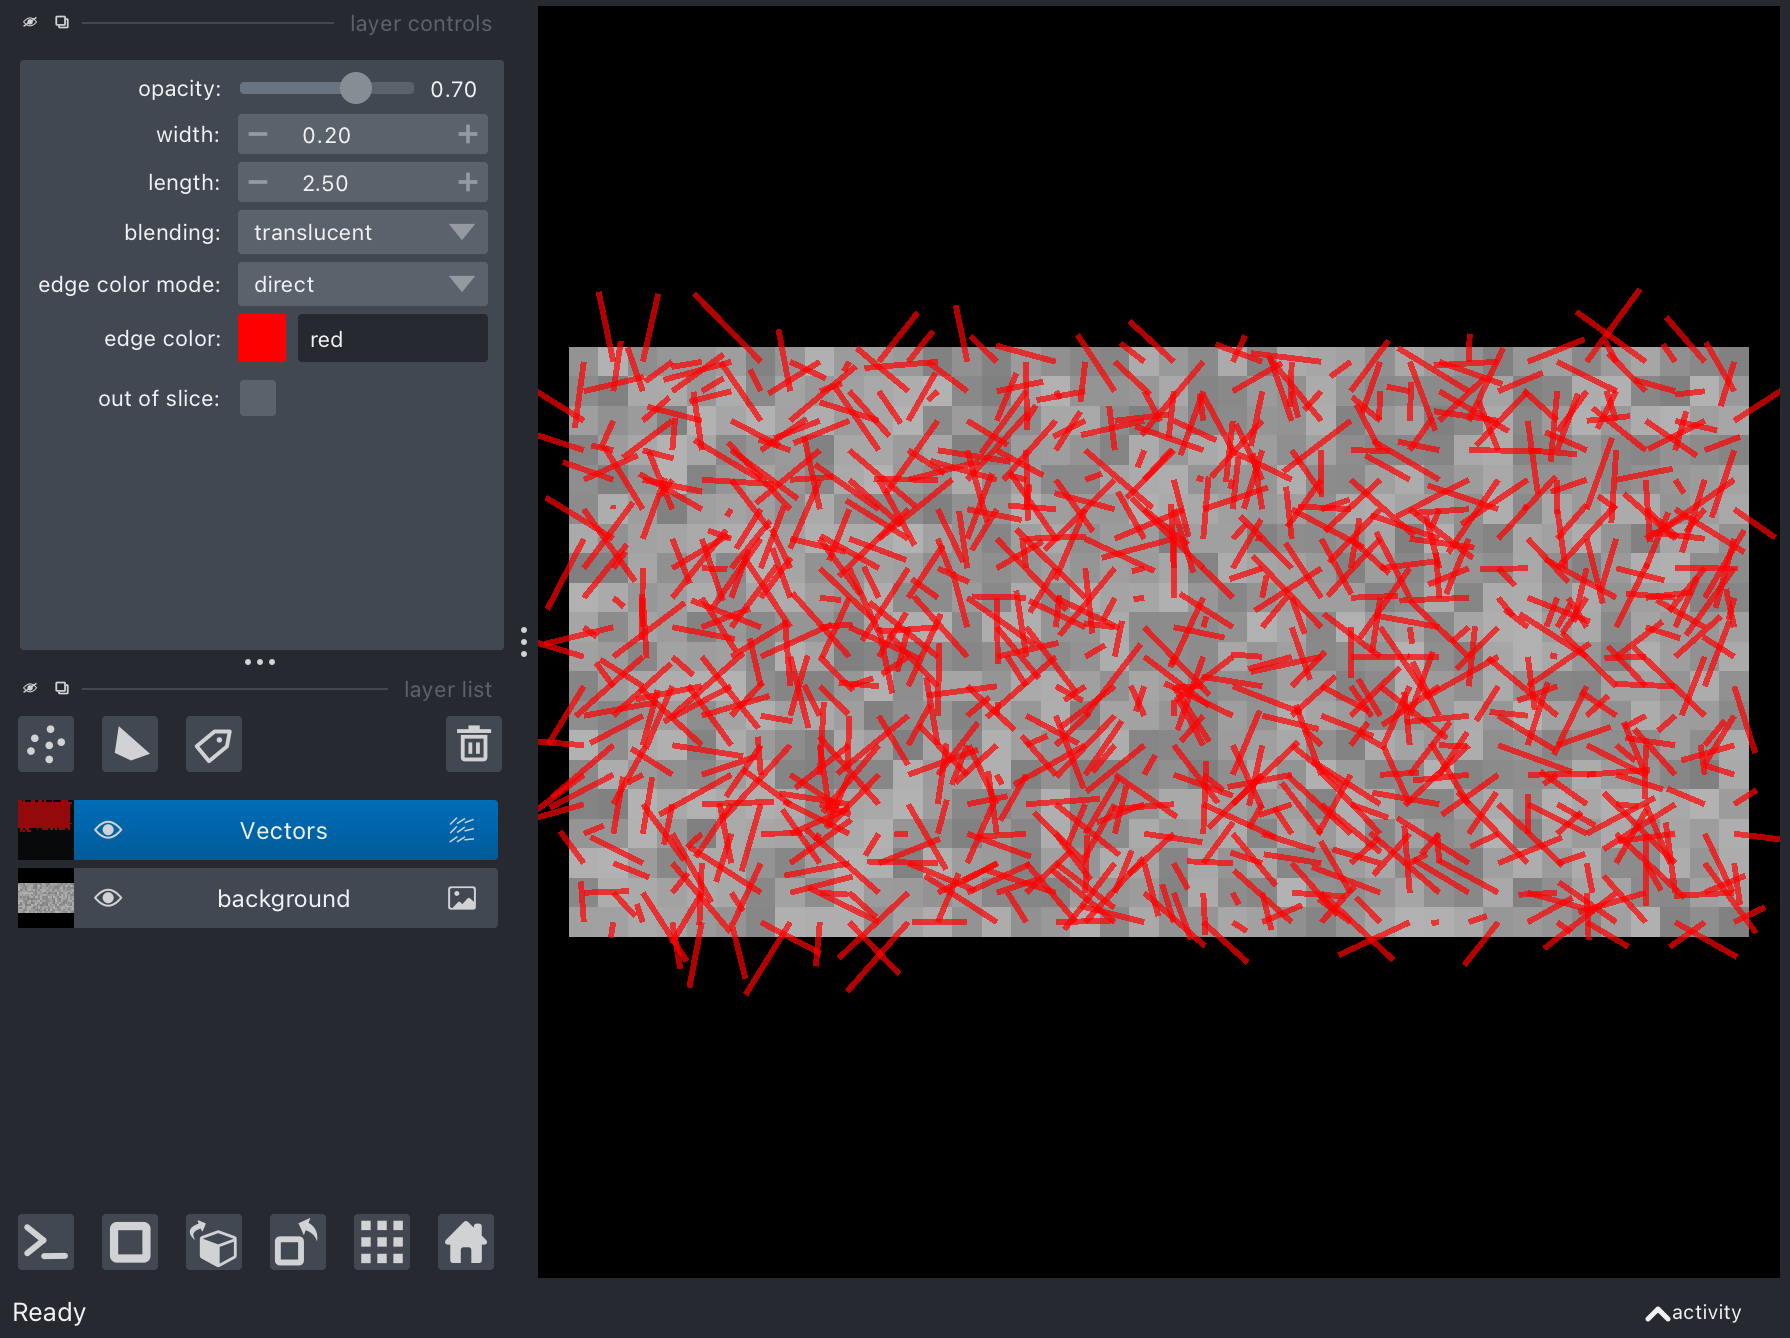 layer controls
opacity: 0.70
width: 0.20
length: 2.50
blending: translucent
edge color mode: direct
edge color: red
out of slice:
layer list
Vectors
background
Ready
activity